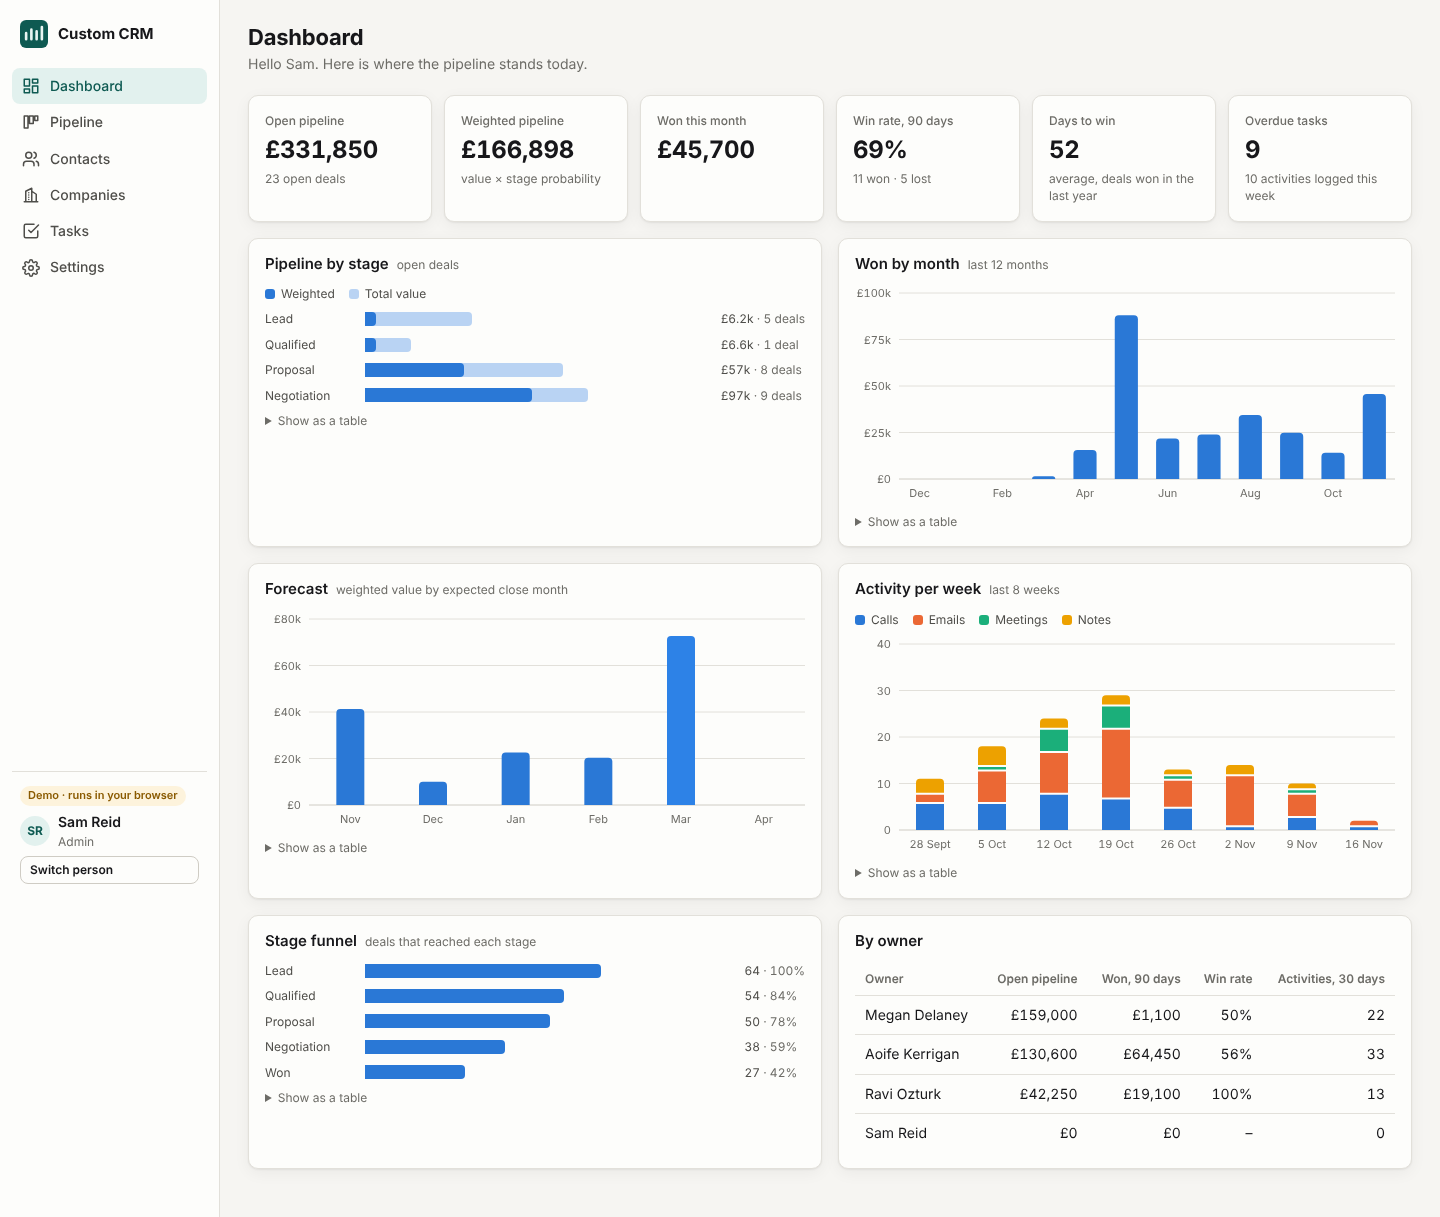 Custom CRM
Dashboard
Pipeline
Contacts
Companies
Tasks
Settings
Demo · runs in your browser
SR
Sam Reid
Admin
Switch person
Dashboard
Hello Sam. Here is where the pipeline stands today.
Open pipeline
£331,850
23 open deals
Weighted pipeline
£166,898
value × stage probability
Won this month
£45,700
Win rate, 90 days
69%
11 won · 5 lost
Days to win
52
average, deals won in the
last year
Overdue tasks
9
10 activities logged this
week
Pipeline by stage open deals
Weighted Total value
Lead £6.2k · 5 deals
Qualified £6.6k · 1 deal
Proposal £57k · 8 deals
Negotiation £97k · 9 deals
Show as a table
Won by month last 12 months
£100k
£75k
£50k
£25k
£0
Dec Feb Apr Jun Aug Oct
Show as a table
Forecast weighted value by expected close month
£80k
£60k
£40k
£20k
£0
Nov Dec Jan Feb Mar Apr
Show as a table
Activity per week last 8 weeks
Calls Emails Meetings Notes
40
30
20
10
0
28 Sept 5 Oct 12 Oct 19 Oct 26 Oct 2 Nov 9 Nov 16 Nov
Show as a table
Stage funnel deals that reached each stage
Lead 64 · 100%
Qualified 54 · 84%
Proposal 50 · 78%
Negotiation 38 · 59%
Won 27 · 42%
Show as a table
By owner
Owner Open pipeline Won, 90 days Win rate Activities, 30 days
Megan Delaney £159,000 £1,100 50% 22
Aoife Kerrigan £130,600 £64,450 56% 33
Ravi Ozturk £42,250 £19,100 100% 13
Sam Reid £0 £0 – 0